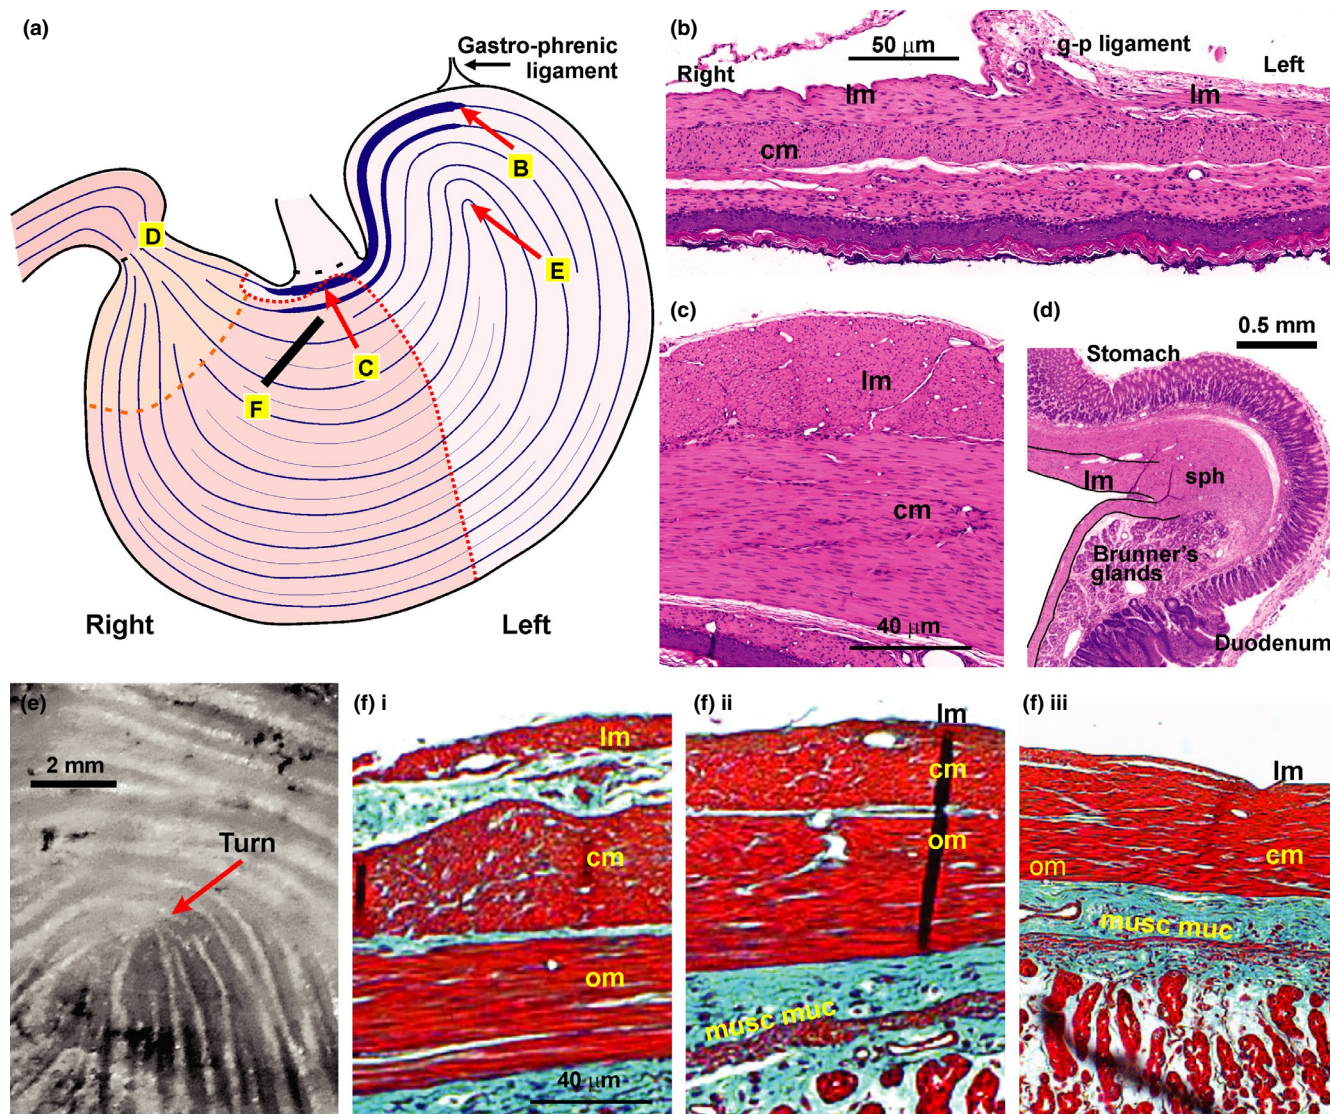 (a)
Gastro-phrenic
ligament
B
D
E
C
F
Right
Left
(b)
50 μm
g-p ligament
Right
Left
lm
lm
cm
(c)
lm
cm
40 μm
(d)
0.5 mm
Stomach
lm
sph
Brunner's
glands
Duodenum
(e)
2 mm
Turn
(f) i
lm
cm
om
40 μm
(f) ii
lm
cm
om
musc muc
(f) iii
lm
om
cm
musc muc